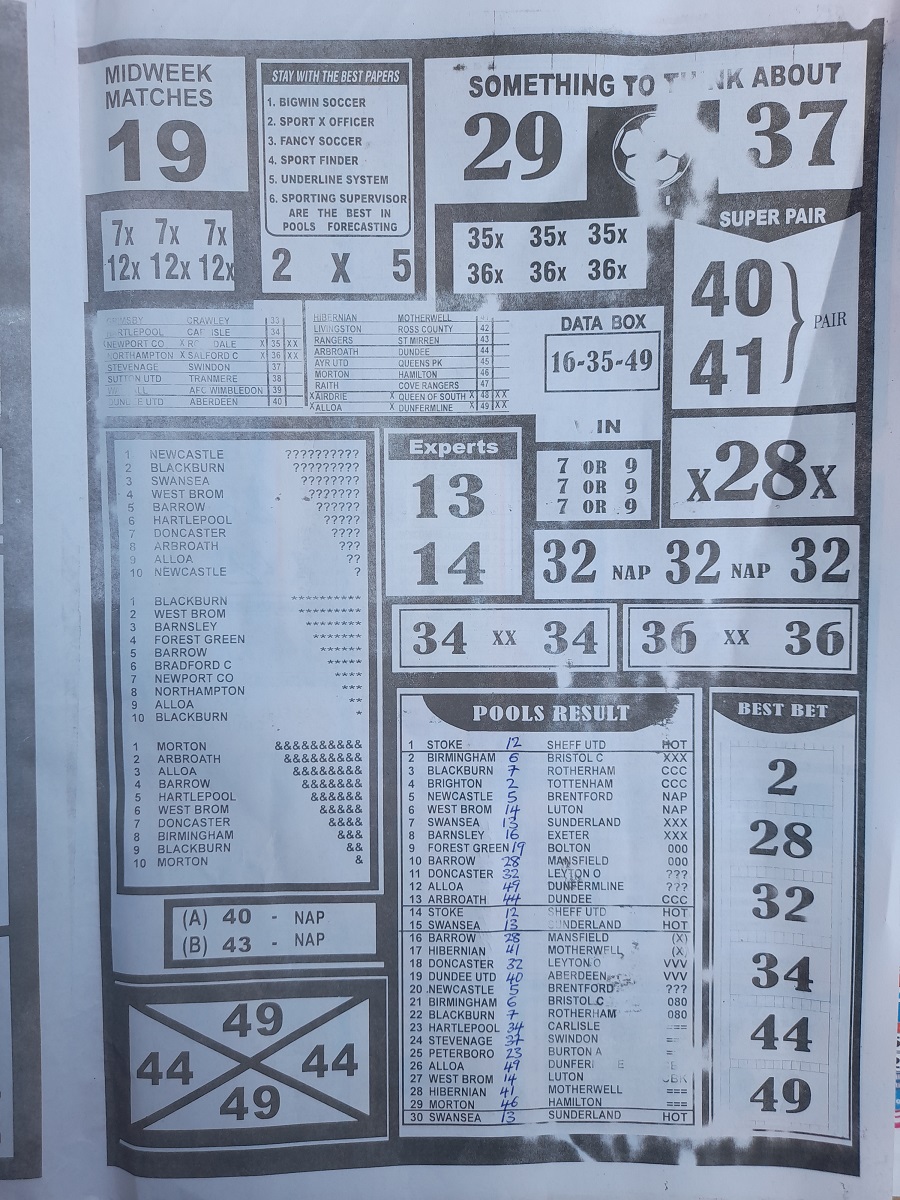 MIDWEEK
MATCHES
19
STAY WITH THE BEST PAPERS
1. BIGWIN SOCCER
2. SPORT X OFFICER
3. FANCY SOCCER
4. SPORT FINDER
5. UNDERLINE SYSTEM
6. SPORTING SUPERVISOR
ARE THE BEST IN
POOLS FORECASTING
2 X 5
SOMETHING TO ABOUT
29 37
7x 7x 7x
12x 12x 12x
35x 35x 35x
36x 36x 36x
SUPER PAIR
40
41
PAIR
CRAWLEY 33
34
NEWPORT CO X X 35 XX
NORTHAMPTON X SALFORD C X 36 XX
STEVENAGE SWINDON 37
SUTTON UTD TRANMERE 38
AFC WIMBLEDON 39
ABERDEEN 40
HIBERNIAN MOTHERWELL
LIVINGSTON ROSS COUNTY 42
RANGERS ST MIRREN 43
ARBROATH DUNDEE 44
AYR UTD QUEENS PK 45
MORTON HAMILTON 46
RAITH COVE RANGERS 47
XAIRDRIE X QUEEN OF SOUTH X 48 XX
XALLOA X DUNFERMLINE X 49 XX
DATA BOX
16-35-49
IN
7 OR 9
7 OR 9
7 OR 9
x28x
Experts
13
14
32 NAP 32 NAP 32
34 XX 34
36 XX 36
1 NEWCASTLE ??????????
2 BLACKBURN ?????????
3 SWANSEA ????????
4 WEST BROM ???????
5 BARROW ??????
6 HARTLEPOOL ?????
7 DONCASTER ????
8 ARBROATH ???
9 ALLOA ??
10 NEWCASTLE ?
1 BLACKBURN **********
2 WEST BROM *********
3 BARNSLEY ********
4 FOREST GREEN *******
5 BARROW ******
6 BRADFORD C *****
7 NEWPORT CO ****
8 NORTHAMPTON ***
9 ALLOA **
10 BLACKBURN *
1 MORTON &&&&&&&&&&
2 ARBROATH &&&&&&&&&
3 ALLOA &&&&&&&&
4 BARROW &&&&&&&
5 HARTLEPOOL &&&&&&
6 WEST BROM &&&&&
7 DONCASTER &&&&
8 BIRMINGHAM &&&
9 BLACKBURN &&
10 MORTON &
(A) 40 - NAP
(B) 43 - NAP
49
44 44
49
POOLS RESULT
1 STOKE 12 SHEFF UTD HOT
2 BIRMINGHAM 6 BRISTOL C XXX
3 BLACKBURN 7 ROTHERHAM CCC
4 BRIGHTON 2 TOTTENHAM CCC
5 NEWCASTLE 5 BRENTFORD NAP
6 WEST BROM 14 LUTON NAP
7 SWANSEA 13 SUNDERLAND XXX
8 BARNSLEY 16 EXETER XXX
9 FOREST GREEN 19 BOLTON 000
10 BARROW 28 MANSFIELD 000
11 DONCASTER 32 LEYTON O ???
12 ALLOA 49 DUNFERMLINE ???
13 ARBROATH 44 DUNDEE CCC
14 STOKE 12 SHEFF UTD HOT
15 SWANSEA 13 SUNDERLAND HOT
16 BARROW 28 MANSFIELD (X)
17 HIBERNIAN 41 MOTHERWELL (X)
18 DONCASTER 32 LEYTON O VVV
19 DUNDEE UTD 40 ABERDEEN VVV
20 NEWCASTLE 5 BRENTFORD ???
21 BIRMINGHAM 6 BRISTOL C 080
22 BLACKBURN 7 ROTHERHAM 080
23 HARTLEPOOL 34 CARLISLE ===
24 STEVENAGE 37 SWINDON
25 PETERBORO 23 BURTON A
26 ALLOA 49
27 WEST BROM 14 LUTON
28 HIBERNIAN 41 MOTHERWELL ===
29 MORTON 46 HAMILTON ===
30 SWANSEA 13 SUNDERLAND HOT
BEST BET
2
28
32
34
44
49